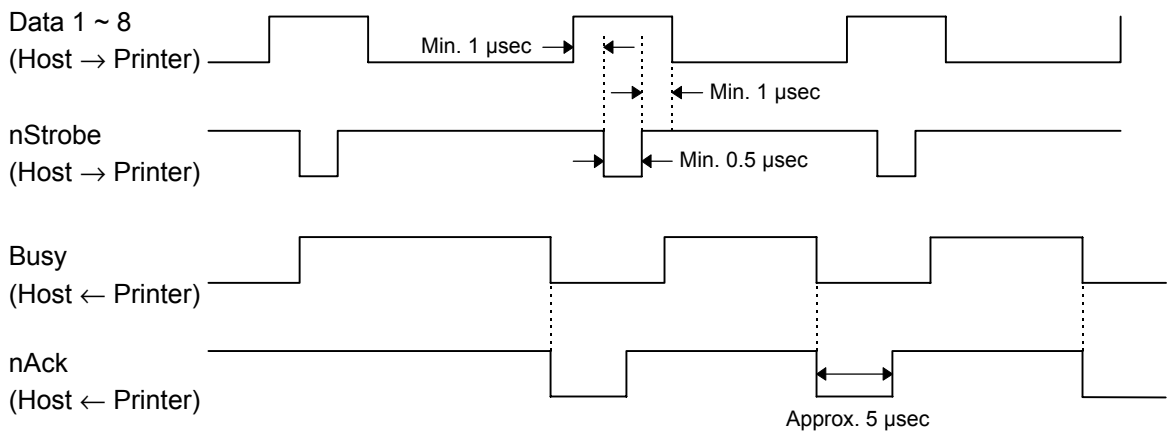 Data 1 ~ 8
(Host → Printer)
Min. 1 µsec
Min. 1 µsec
nStrobe
(Host → Printer)
Min. 0.5 µsec
Busy
(Host ← Printer)
nAck
(Host ← Printer)
Approx. 5 µsec